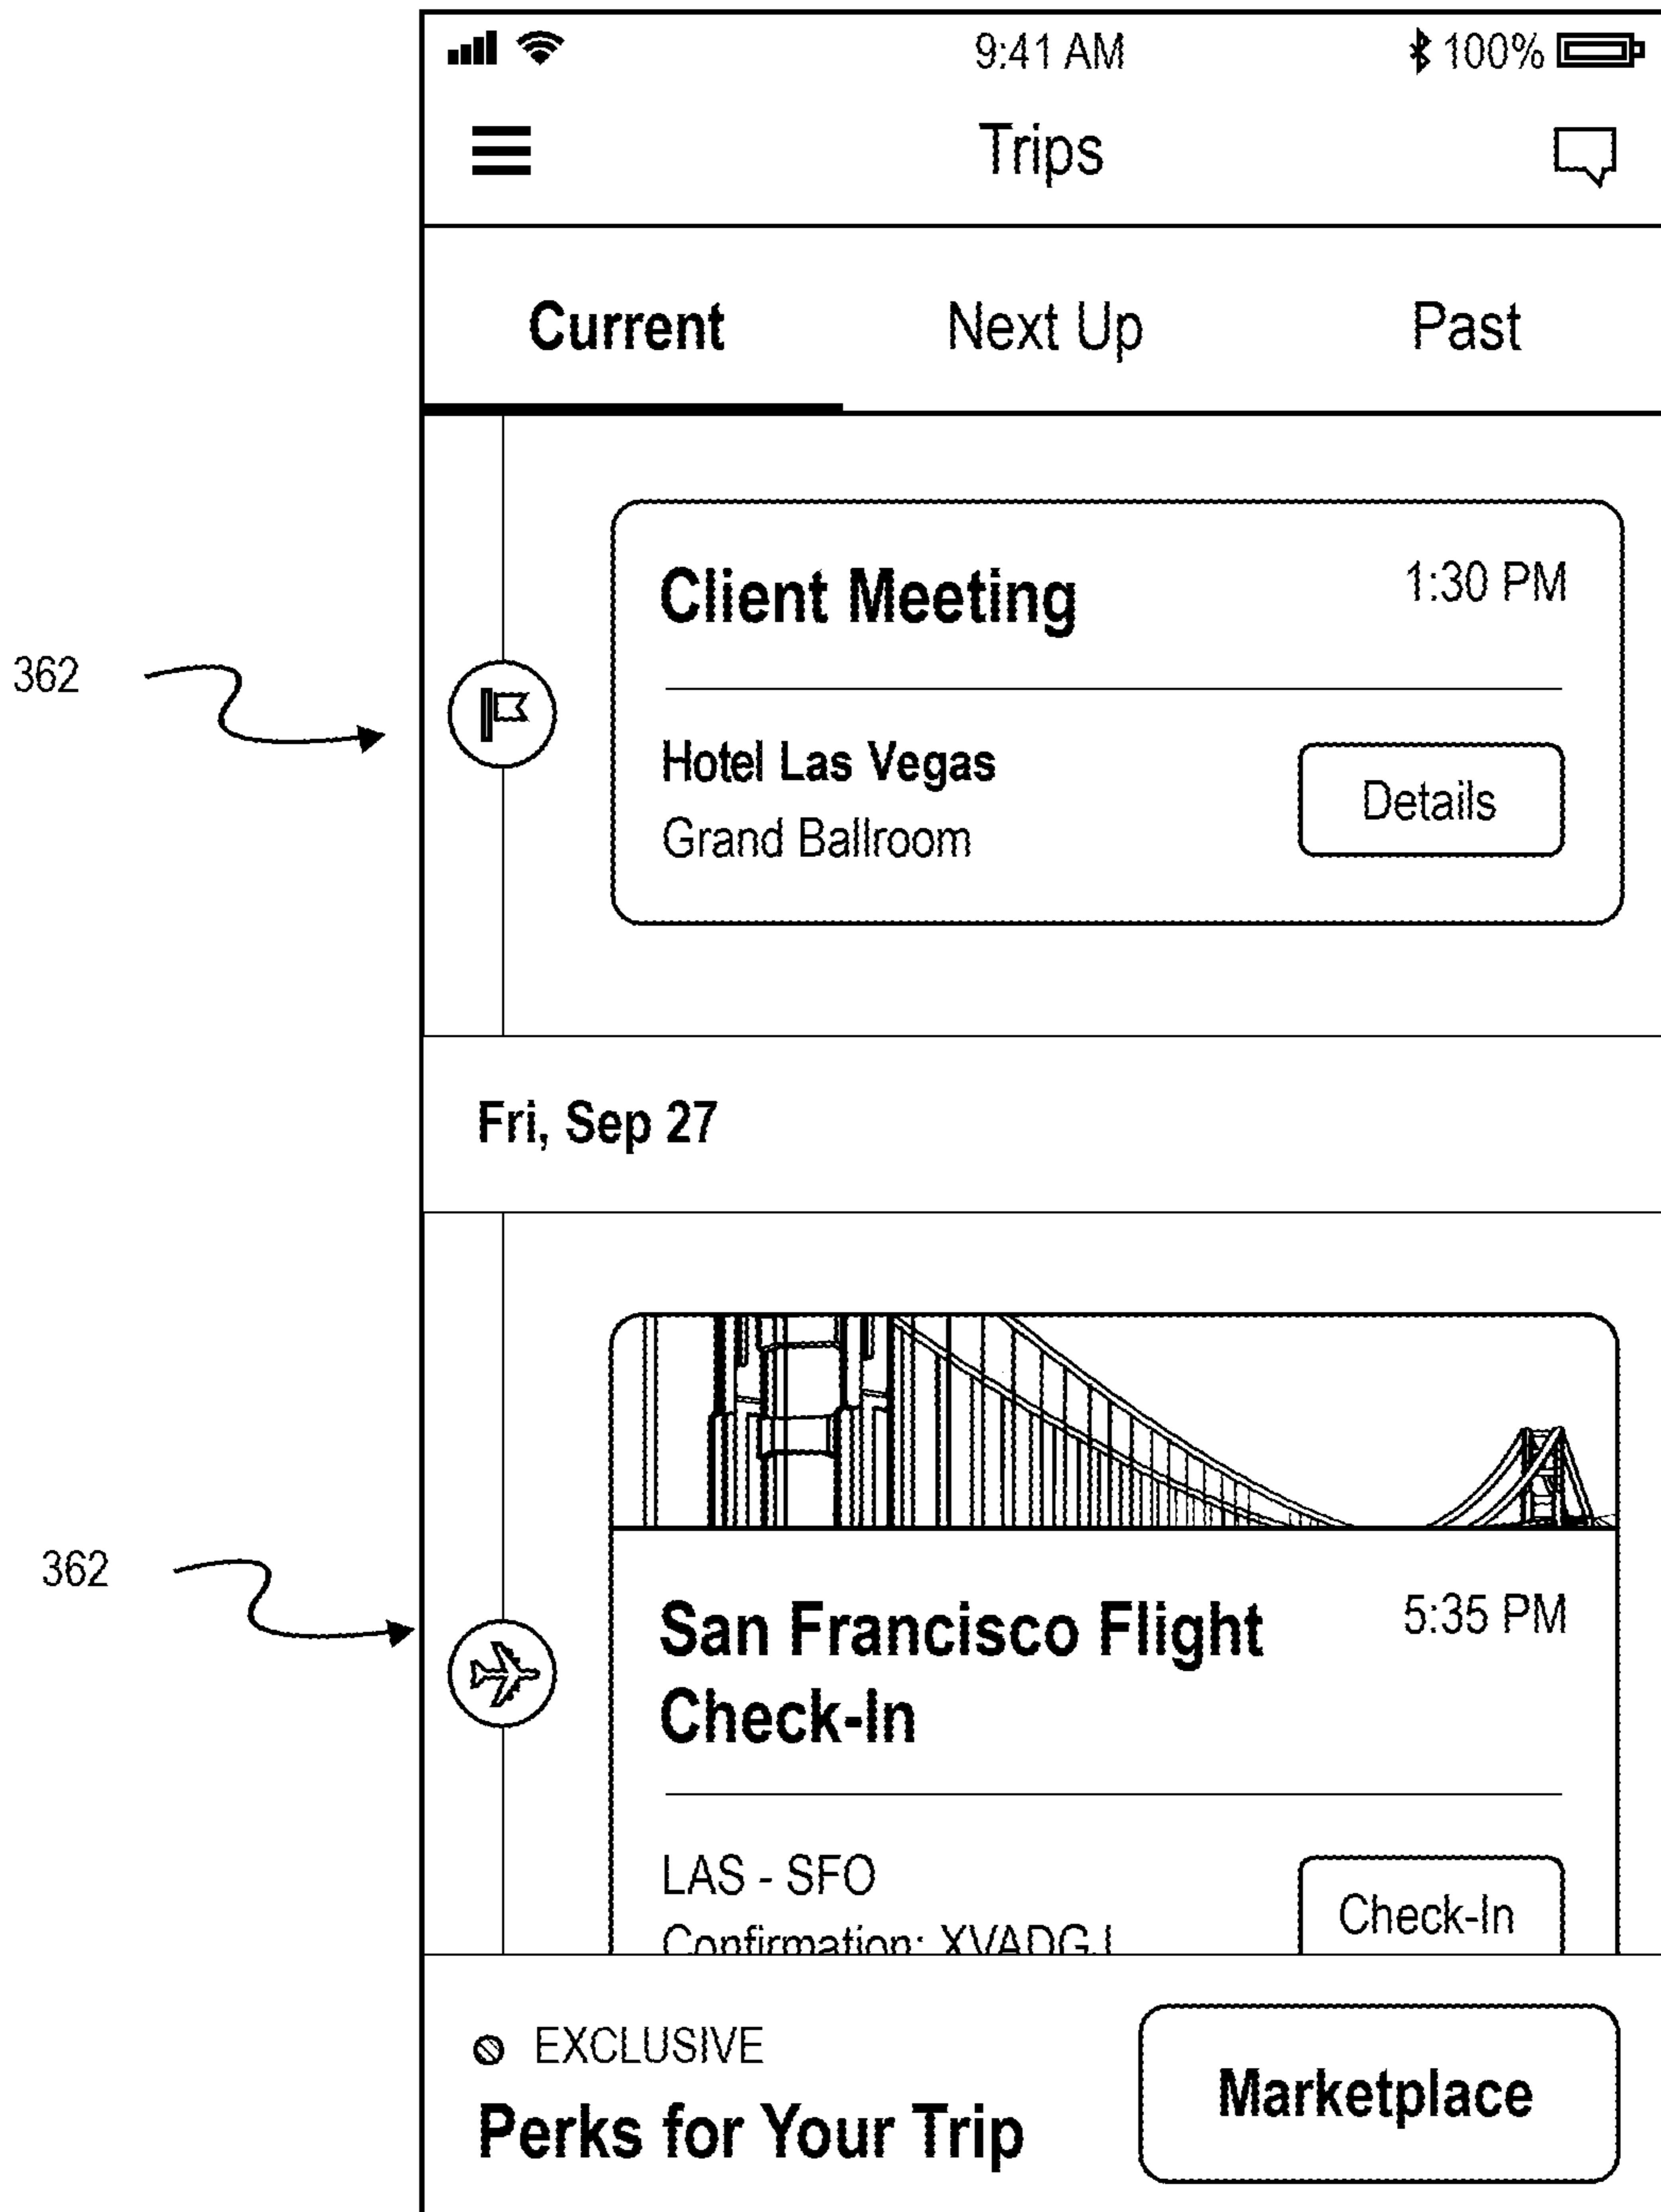 9:41 AM 100%
Trips
Current Next Up Past
Client Meeting 1:30 PM
362
Hotel Las Vegas
Grand Ballroom
Details
Fri, Sep 27
362
San Francisco Flight 5:35 PM
Check-In
LAS - SFO
Check-In
Confirmation:
EXCLUSIVE
Perks for Your Trip
Marketplace